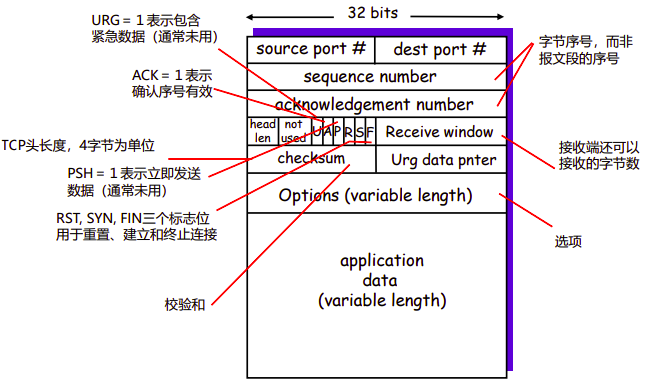 32 bits
URG = 1 表示包含
紧急数据（通常未用）
source port #
dest port #
字节序号，而非
报文段的序号
sequence number
ACK = 1 表示
确认序号有效
acknowledgement number
head
len
not
used
U
A
P
R
S
F
Receive window
接收端还可以
接收的字节数
TCP头长度，4字节为单位
checksum
Urg data pnter
PSH = 1 表示立即发送
数据（通常未用）
Options (variable length)
RST, SYN, FIN三个标志位
用于重置、建立和终止连接
选项
application
data
(variable length)
校验和